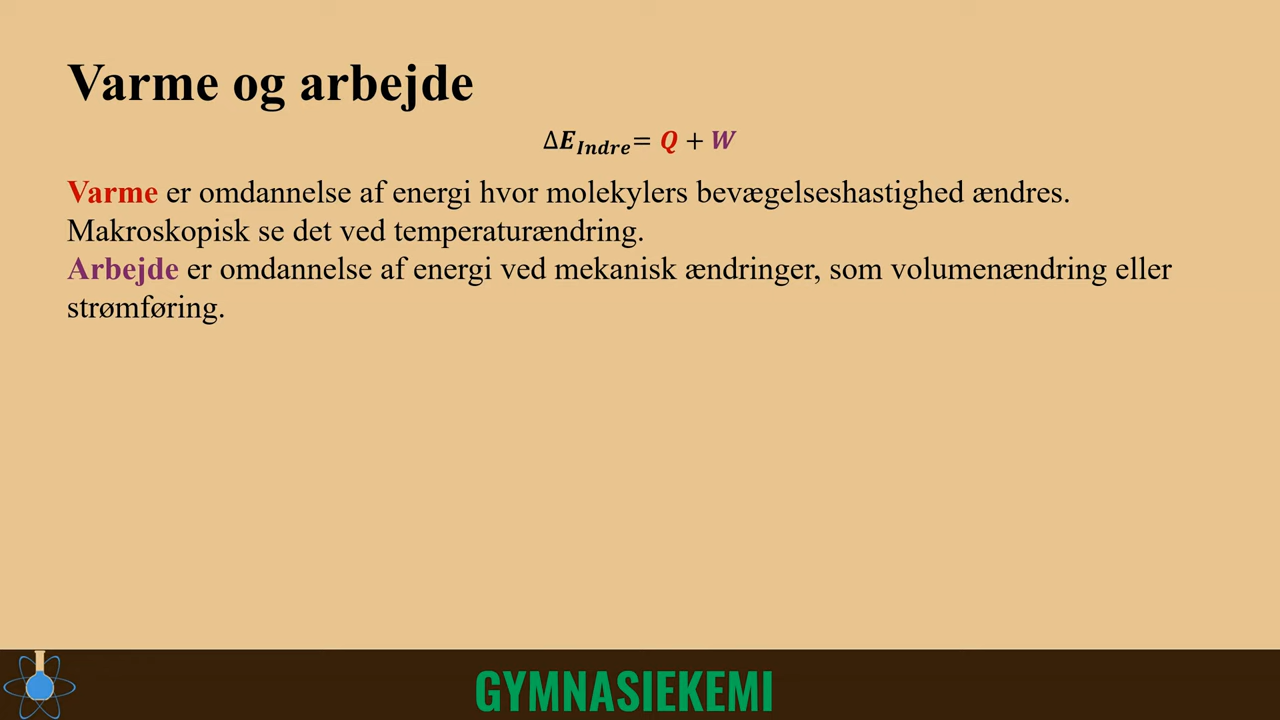 Varme og arbejde
ΔE_Indre = Q + W
Varme er omdannelse af energi hvor molekylers bevægelseshastighed ændres.
Makroskopisk se det ved temperaturændring.
Arbejde er omdannelse af energi ved mekanisk ændringer, som volumenændring eller
strømføring.
GYMNASIEKEMI